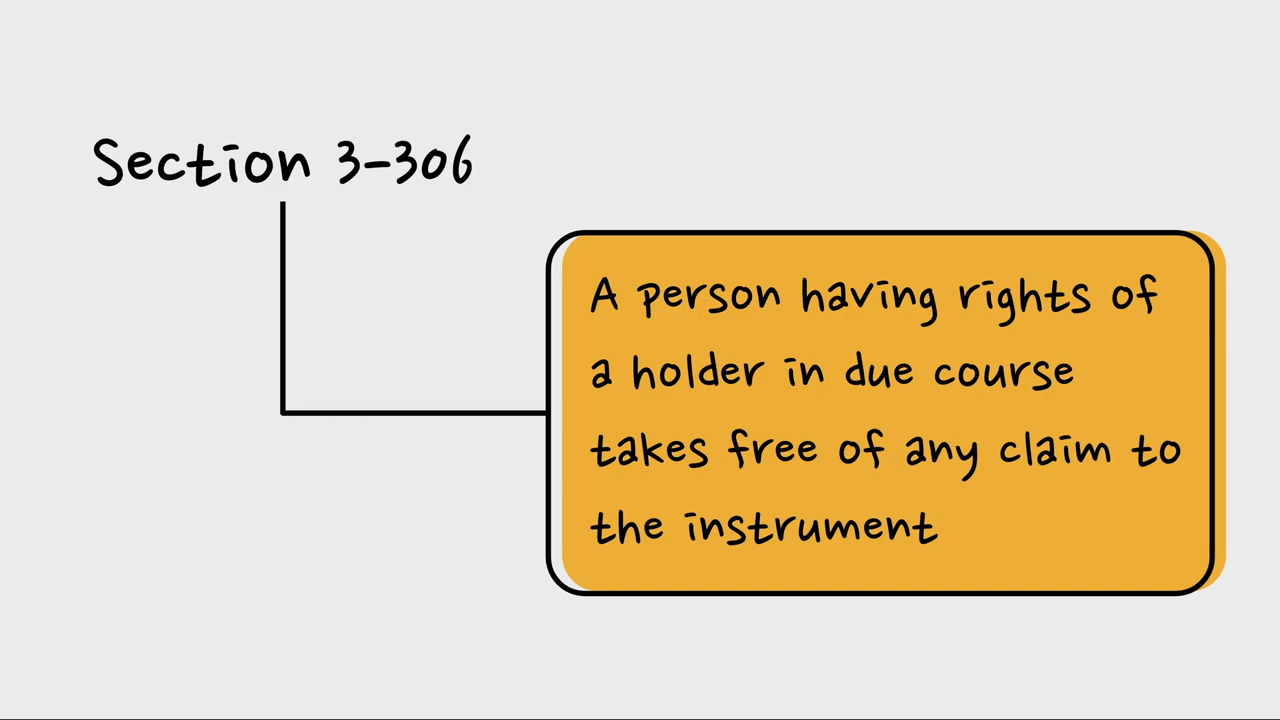 Section 3-306
A person having rights of
a holder in due course
takes free of any claim to
the instrument